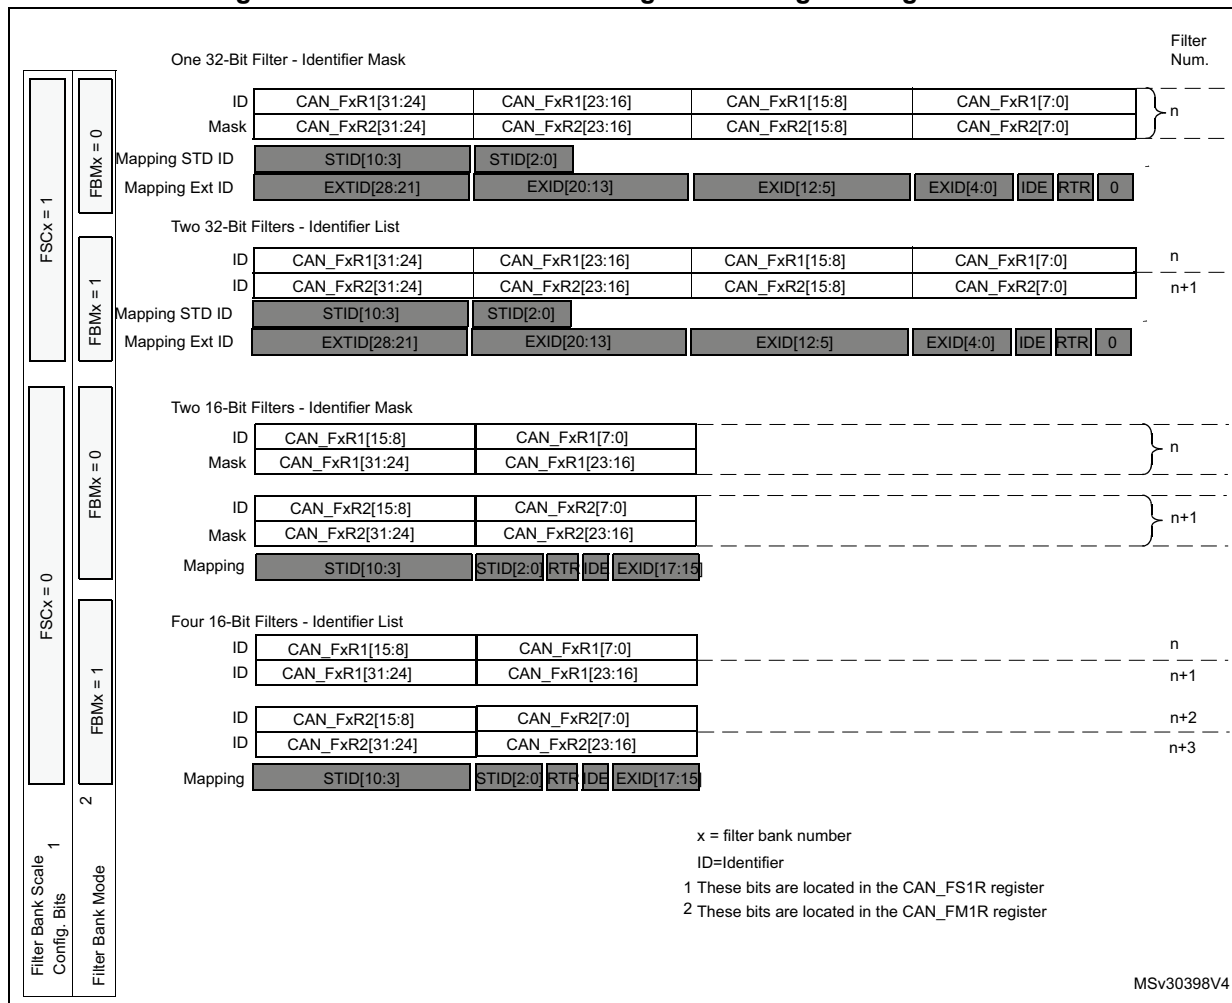 Filter
Num.
One 32-Bit Filter - Identifier Mask
ID CAN_FxR1[31:24] CAN_FxR1[23:16] CAN_FxR1[15:8] CAN_FxR1[7:0] n
Mask CAN_FxR2[31:24] CAN_FxR2[23:16] CAN_FxR2[15:8] CAN_FxR2[7:0]
Mapping STD ID STID[10:3] STID[2:0]
Mapping Ext ID EXTID[28:21] EXID[20:13] EXID[12:5] EXID[4:0] IDE RTR 0
FBMx = 0
FSCx = 1
Two 32-Bit Filters - Identifier List
ID CAN_FxR1[31:24] CAN_FxR1[23:16] CAN_FxR1[15:8] CAN_FxR1[7:0] n
ID CAN_FxR2[31:24] CAN_FxR2[23:16] CAN_FxR2[15:8] CAN_FxR2[7:0] n+1
Mapping STD ID STID[10:3] STID[2:0]
Mapping Ext ID EXTID[28:21] EXID[20:13] EXID[12:5] EXID[4:0] IDE RTR 0
FBMx = 1
Two 16-Bit Filters - Identifier Mask
ID CAN_FxR1[15:8] CAN_FxR1[7:0] n
Mask CAN_FxR1[31:24] CAN_FxR1[23:16]
ID CAN_FxR2[15:8] CAN_FxR2[7:0] n+1
Mask CAN_FxR2[31:24] CAN_FxR2[23:16]
Mapping STID[10:3] STID[2:0] RTR IDE EXID[17:15]
FBMx = 0
FSCx = 0
Four 16-Bit Filters - Identifier List
ID CAN_FxR1[15:8] CAN_FxR1[7:0] n
ID CAN_FxR1[31:24] CAN_FxR1[23:16] n+1
ID CAN_FxR2[15:8] CAN_FxR2[7:0] n+2
ID CAN_FxR2[31:24] CAN_FxR2[23:16] n+3
Mapping STID[10:3] STID[2:0] RTR IDE EXID[17:15]
FBMx = 1
Filter Bank Scale 1
Config. Bits
Filter Bank Mode 2
x = filter bank number
ID=Identifier
1 These bits are located in the CAN_FS1R register
2 These bits are located in the CAN_FM1R register
MSv30398V4